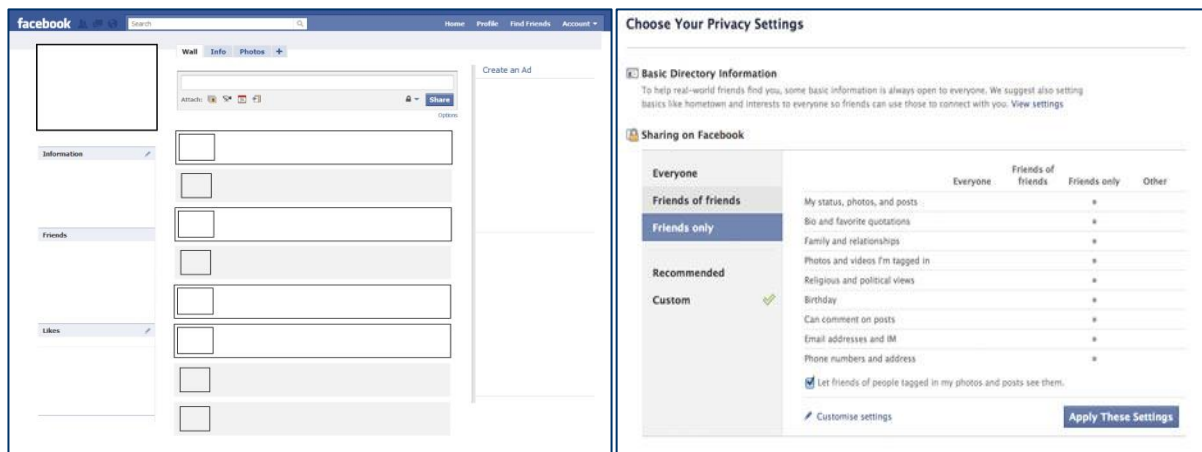 facebook Search Home Profile Find Friends Account
Wall Info Photos +
Create an Ad
Attach: 31 Share
Options
Information
Friends
Likes
Choose Your Privacy Settings
Basic Directory Information
To help real-world friends find you, some basic information is always open to everyone. We suggest also setting
basics like hometown and interests to everyone so friends can use those to connect with you. View settings
Sharing on Facebook
Everyone
Friends of friends
Friends only
Recommended
Custom
Everyone Friends of friends Friends only Other
My status, photos, and posts
Bio and favorite quotations
Family and relationships
Photos and videos I'm tagged in
Religious and political views
Birthday
Can comment on posts
Email addresses and IM
Phone numbers and address
Let friends of people tagged in my photos and posts see them.
Customise settings Apply These Settings